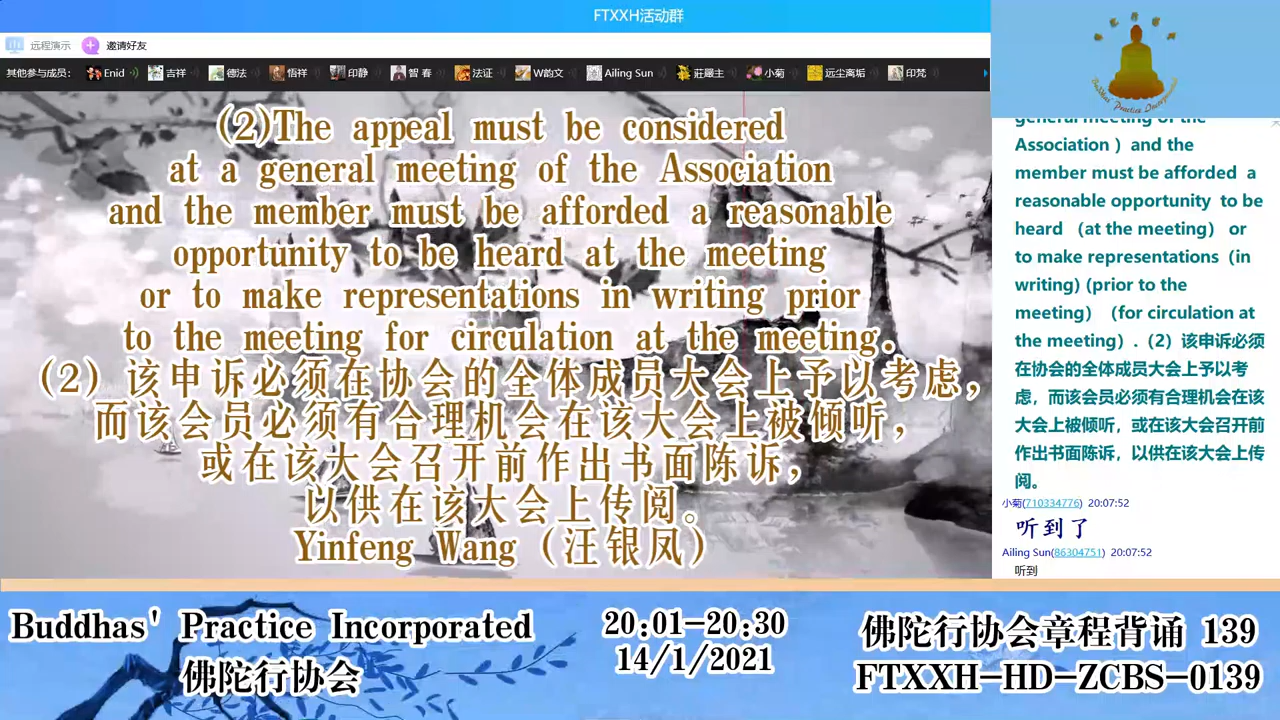 FTXXH活动群
远程演示
邀请好友
其他参与成员:
Enid
吉祥
德法
悟祥
印静
智 春
法证
W韵文
Ailing Sun
莊嚴主
小菊
远尘离垢
印梵
(2)The appeal must be considered
at a general meeting of the Association
and the member must be afforded a reasonable
opportunity to be heard at the meeting
or to make representations in writing prior
to the meeting for circulation at the meeting.
(2) 该申诉必须在协会的全体成员大会上予以考虑,
而该会员必须有合理机会在该大会上被倾听,
或在该大会召开前作出书面陈诉,
以供在该大会上传阅。
Yinfeng Wang (汪银凤)
Buddhas Practice Incorporated
general meeting of the
Association ) and the
member must be afforded a
reasonable opportunity to be
heard (at the meeting) or
to make representations (in
writing) (prior to the
meeting) (for circulation at
the meeting) . (2) 该申诉必须
在协会的全体成员大会上予以考
虑,而该会员必须有合理机会在该
大会上被倾听,或在该大会召开前
作出书面陈诉,以供在该大会上传
阅。
小菊(710334776) 20:07:52
听到了
Ailing Sun(86304751) 20:07:52
听到
Buddhas' Practice Incorporated
佛陀行协会
20:01-20:30
14/1/2021
佛陀行协会章程背诵 139
FTXXH-HD-ZCBS-0139